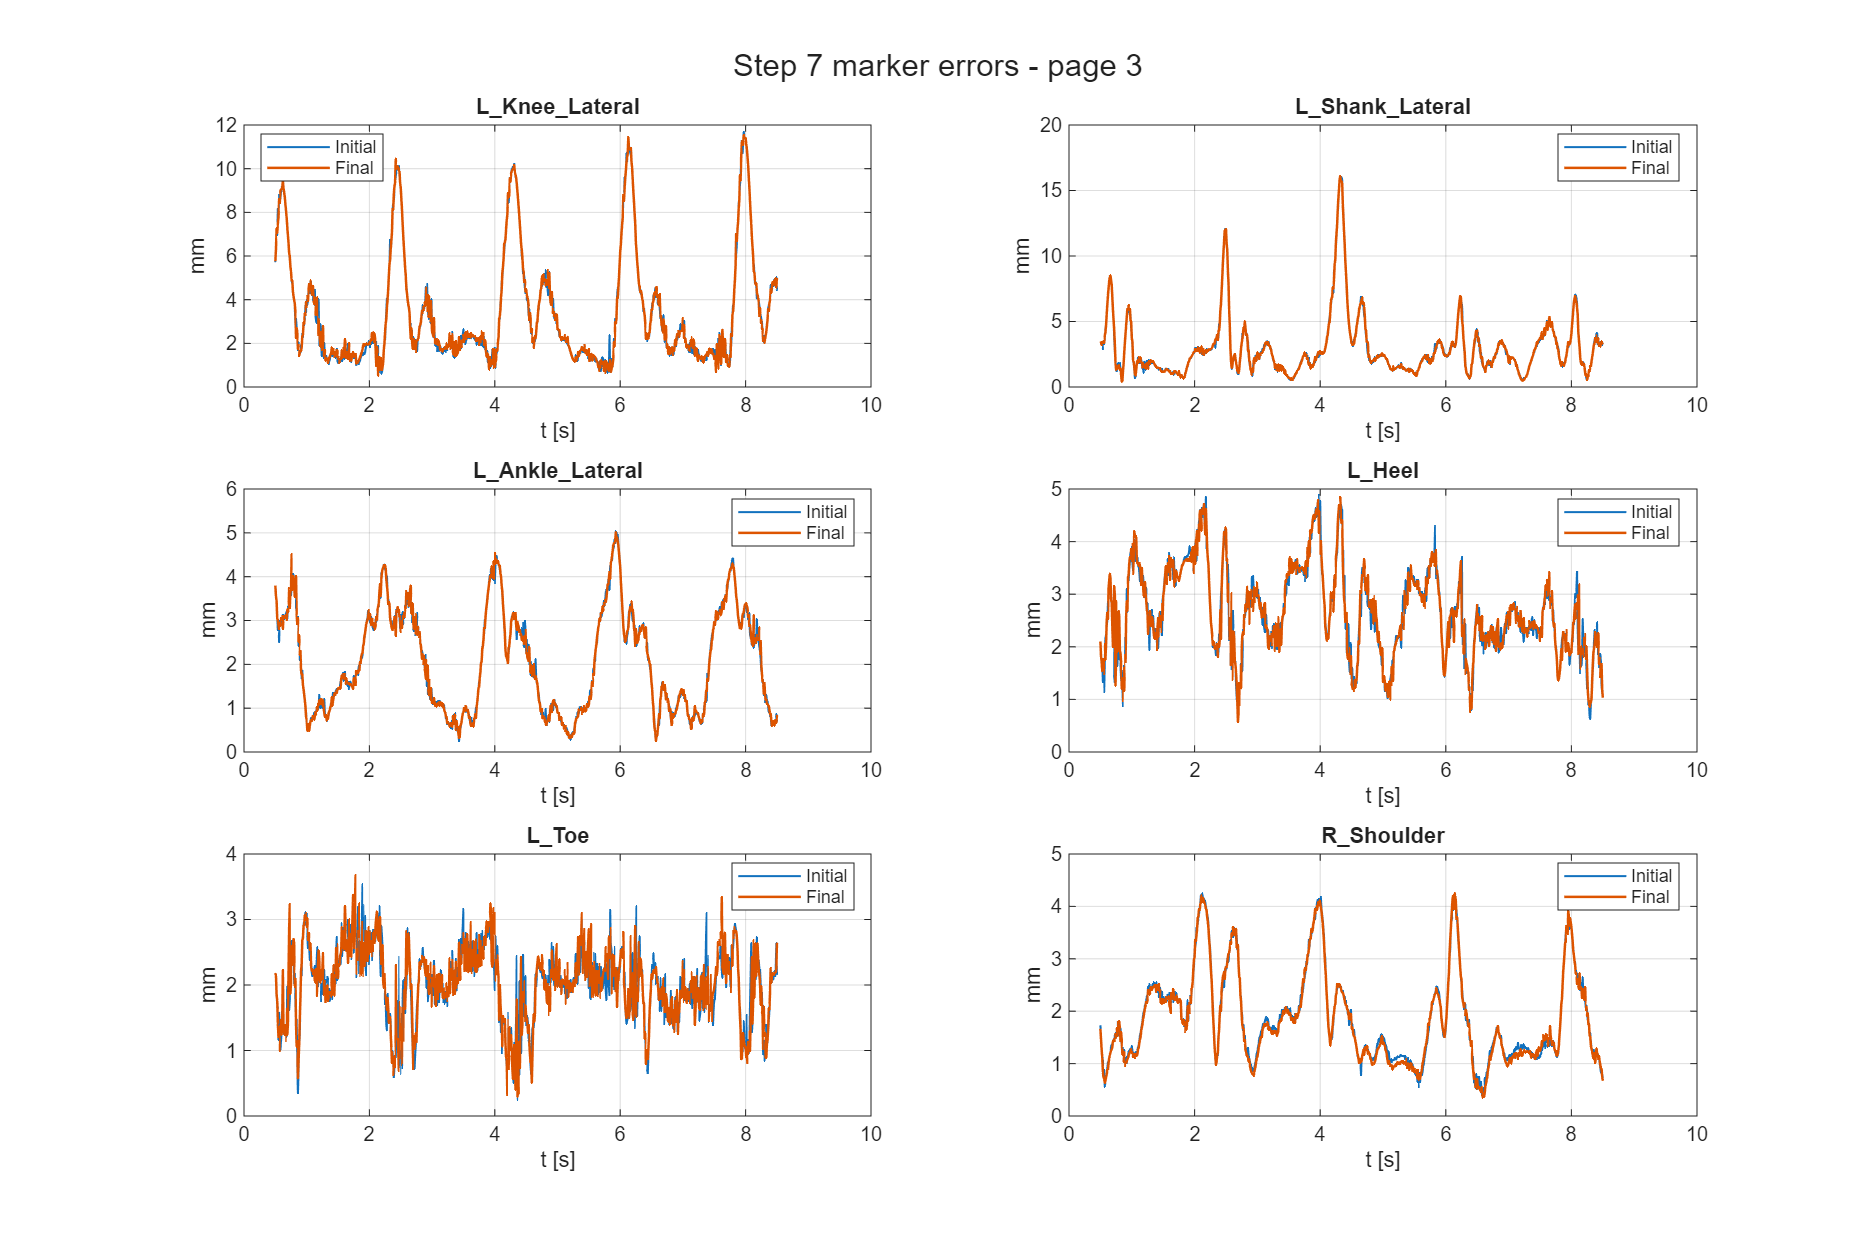 Step 7 marker errors - page 3
L_Knee_Lateral
12
10
8
6
4
2
0
mm
Initial
Final
0 2 4 6 8 10
t [s]
L_Shank_Lateral
20
15
10
5
0
mm
Initial
Final
0 2 4 6 8 10
t [s]
L_Ankle_Lateral
6
5
4
3
2
1
0
mm
Initial
Final
0 2 4 6 8 10
t [s]
L_Heel
5
4
3
2
1
0
mm
Initial
Final
0 2 4 6 8 10
t [s]
L_Toe
4
3
2
1
0
mm
Initial
Final
0 2 4 6 8 10
t [s]
R_Shoulder
5
4
3
2
1
0
mm
Initial
Final
0 2 4 6 8 10
t [s]